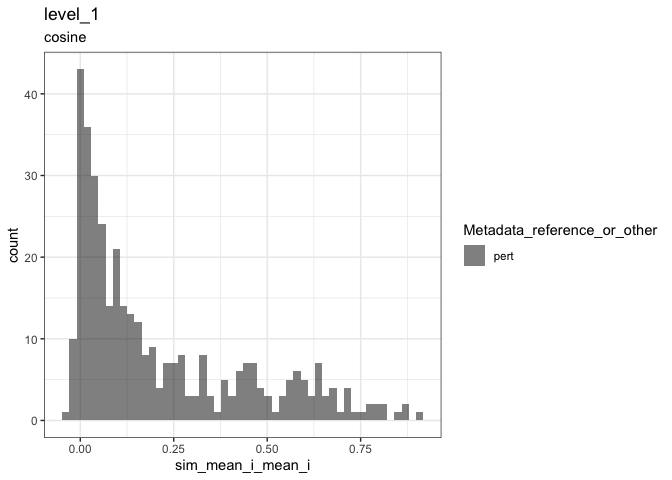 level_1
cosine
40
30
20
10
0
count
0.00
0.25
0.50
0.75
sim_mean_i_mean_i
Metadata_reference_or_other
pert